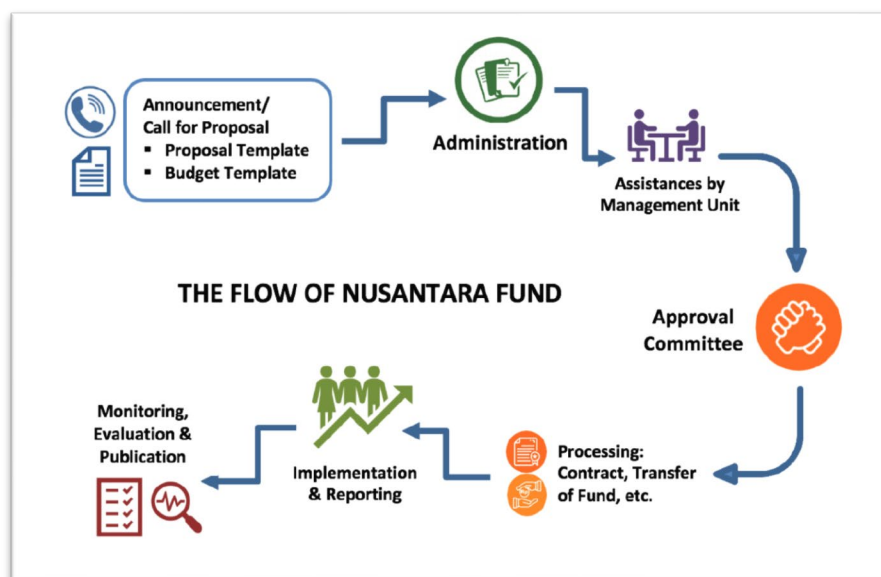 Announcement/
Call for Proposal
▪ Proposal Template
▪ Budget Template
Administration
Assistances by
Management Unit
THE FLOW OF NUSANTARA FUND
Approval
Committee
Processing:
Contract, Transfer
of Fund, etc.
Implementation
& Reporting
Monitoring,
Evaluation &
Publication